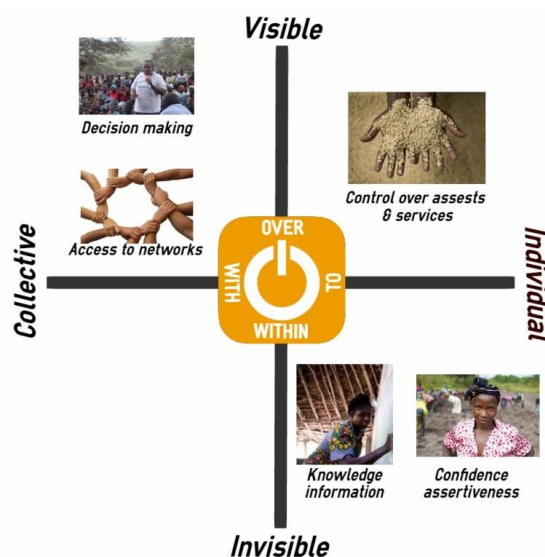 Visible
Decision making
Control over assests
& services
Access to networks
OVER
WITH
TO
WITHIN
Collective
Individual
Knowledge
information
Confidence
assertiveness
Invisible